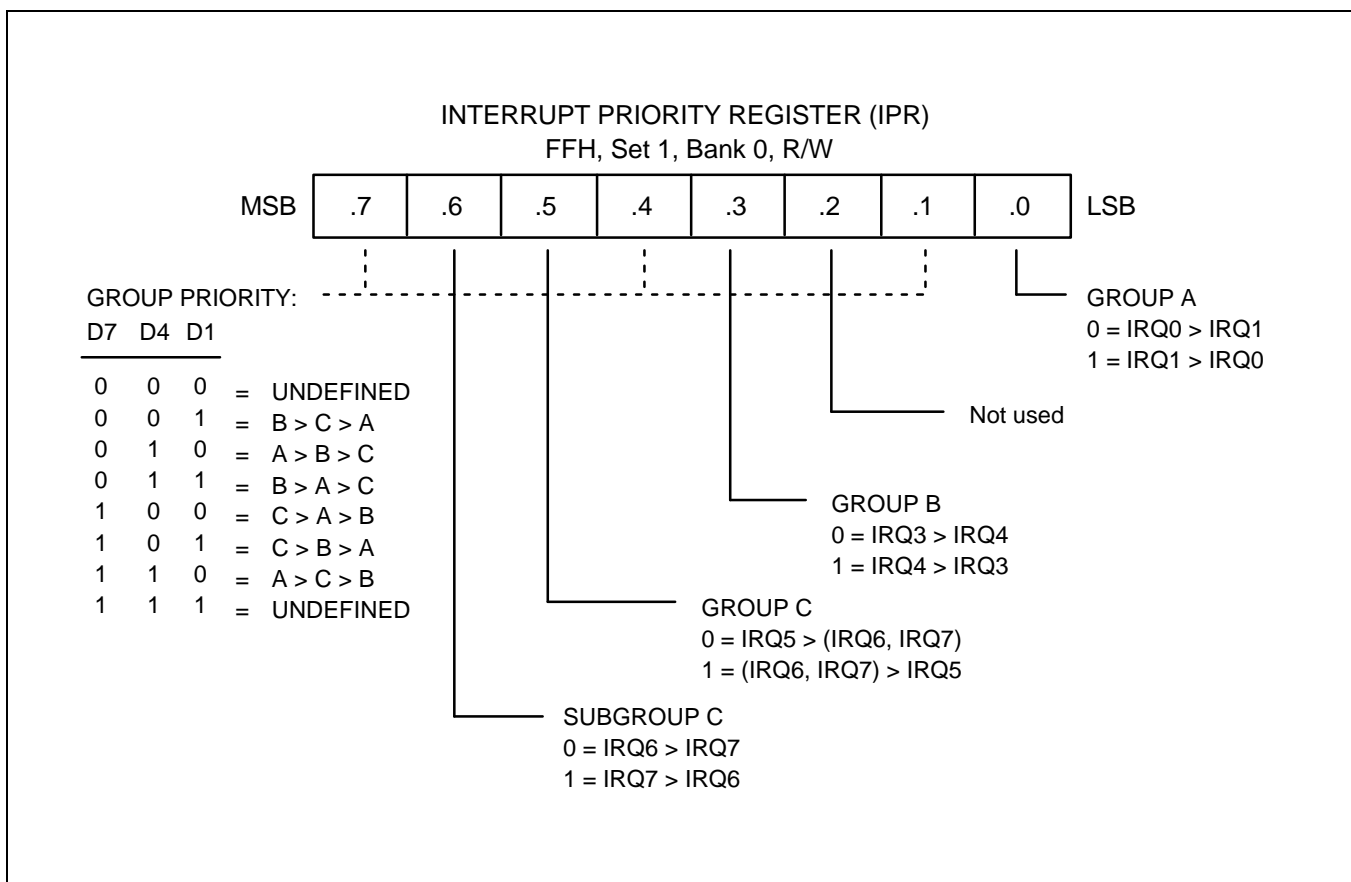 INTERRUPT PRIORITY REGISTER (IPR)
FFH, Set 1, Bank 0, R/W
MSB .7 .6 .5 .4 .3 .2 .1 .0 LSB
GROUP PRIORITY:
D7 D4 D1
0 0 0 = UNDEFINED
0 0 1 = B > C > A
0 1 0 = A > B > C
0 1 1 = B > A > C
1 0 0 = C > A > B
1 0 1 = C > B > A
1 1 0 = A > C > B
1 1 1 = UNDEFINED
GROUP A
0 = IRQ0 > IRQ1
1 = IRQ1 > IRQ0
Not used
GROUP B
0 = IRQ3 > IRQ4
1 = IRQ4 > IRQ3
GROUP C
0 = IRQ5 > (IRQ6, IRQ7)
1 = (IRQ6, IRQ7) > IRQ5
SUBGROUP C
0 = IRQ6 > IRQ7
1 = IRQ7 > IRQ6